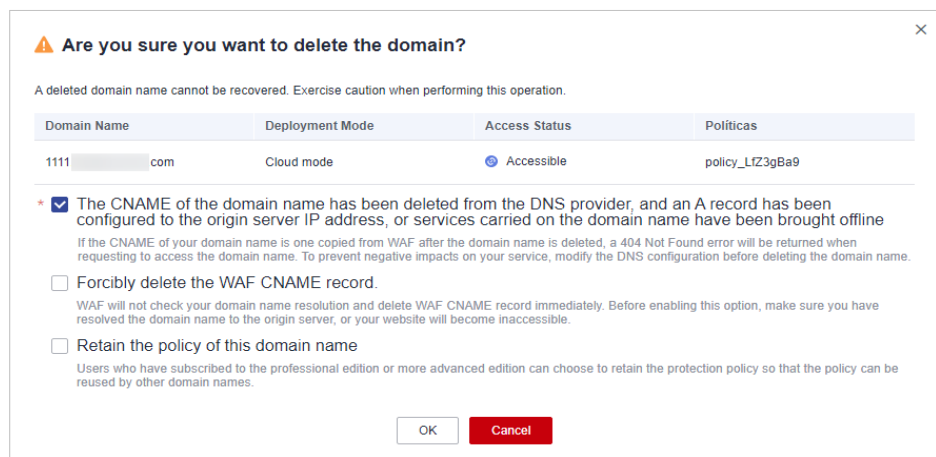 Are you sure you want to delete the domain?
A deleted domain name cannot be recovered. Exercise caution when performing this operation.
Domain Name Deployment Mode Access Status Políticas
1111 com Cloud mode Accessible policy_LfZ3gBa9
* The CNAME of the domain name has been deleted from the DNS provider, and an A record has been
configured to the origin server IP address, or services carried on the domain name have been brought offline
If the CNAME of your domain name is one copied from WAF after the domain name is deleted, a 404 Not Found error will be returned when
requesting to access the domain name. To prevent negative impacts on your service, modify the DNS configuration before deleting the domain name.
Forcibly delete the WAF CNAME record.
WAF will not check your domain name resolution and delete WAF CNAME record immediately. Before enabling this option, make sure you have
resolved the domain name to the origin server, or your website will become inaccessible.
Retain the policy of this domain name
Users who have subscribed to the professional edition or more advanced edition can choose to retain the protection policy so that the policy can be
reused by other domain names.
OK Cancel